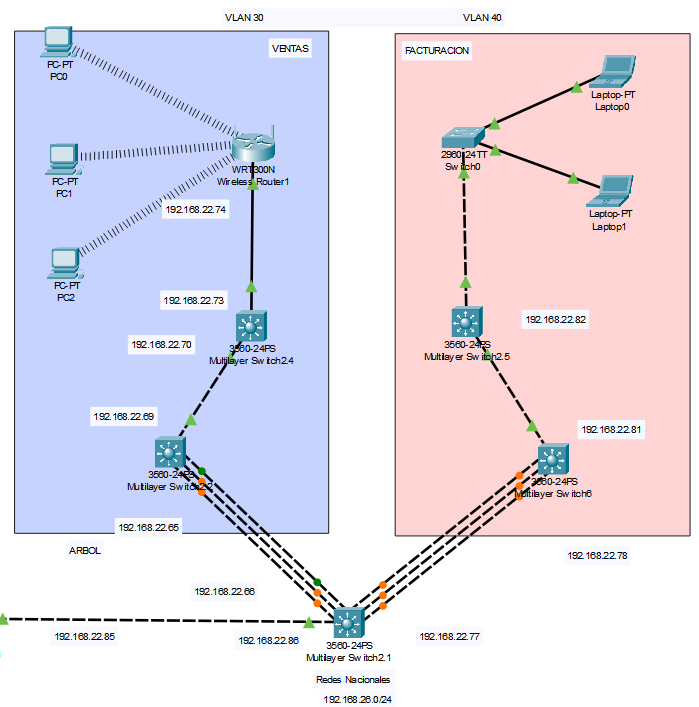 VLAN 30
VLAN 40
VENTAS
FACTURACION
PC-PT
PC0
Laptop-PT
Laptop0
PC-PT
PC1
WRT300N
Wireless Router1
2960-24TT
Switch0
192.168.22.74
Laptop-PT
Laptop1
PC-PT
PC2
192.168.22.73
192.168.22.82
192.168.22.70
3560-24PS
Multilayer Switch2.4
3560-24PS
Multilayer Switch2.5
192.168.22.69
192.168.22.81
3560-24PS
Multilayer Switch2.2
3560-24PS
Multilayer Switch6
192.168.22.65
ARBOL
192.168.22.78
192.168.22.66
192.168.22.85
192.168.22.86
192.168.22.77
3560-24PS
Multilayer Switch2.1
Redes Nacionales
192.168.26.0/24